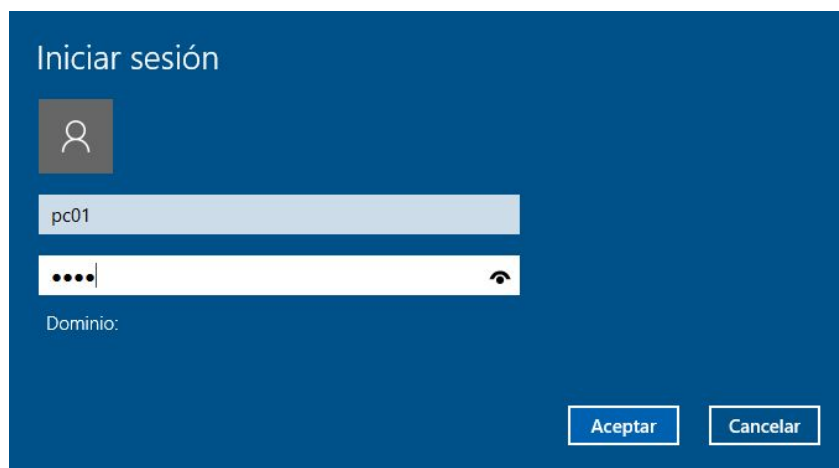 Iniciar sesión
pc01
••••
Dominio:
Aceptar Cancelar